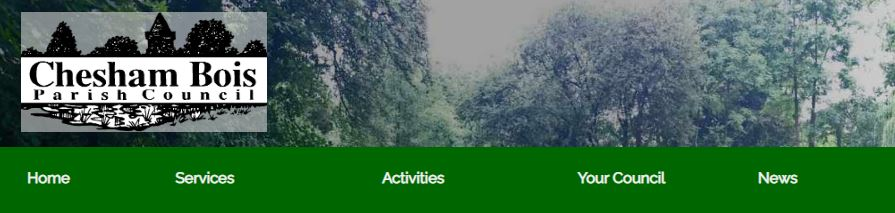 Chesham Bois
Parish Council
Home Services Activities Your Council News